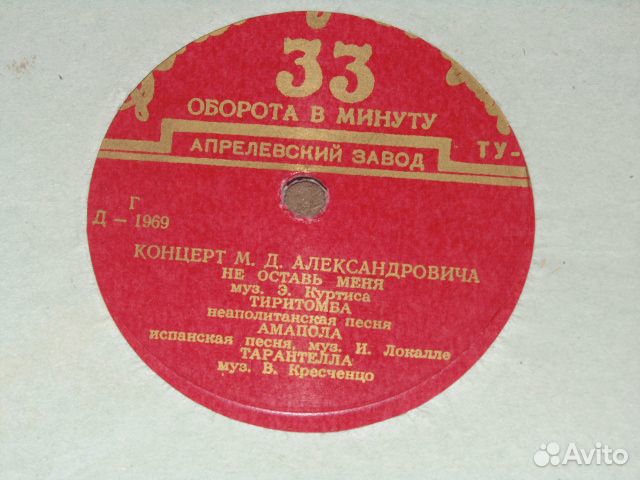 33
ОБОРОТА В МИНУТУ
АПРЕЛЕВСКИЙ ЗАВОД
ТУ-
Г
Д — 1969
КОНЦЕРТ М. Д. АЛЕКСАНДРОВИЧА
НЕ ОСТАВЬ МЕНЯ
муз. Э. Куртиса
ТИРИТОМБА
неаполитанская песня
АМАПОЛА
испанская песня, муз. И. Локалле
ТАРАНТЕЛЛА
муз. В. Кресченцо
Avito